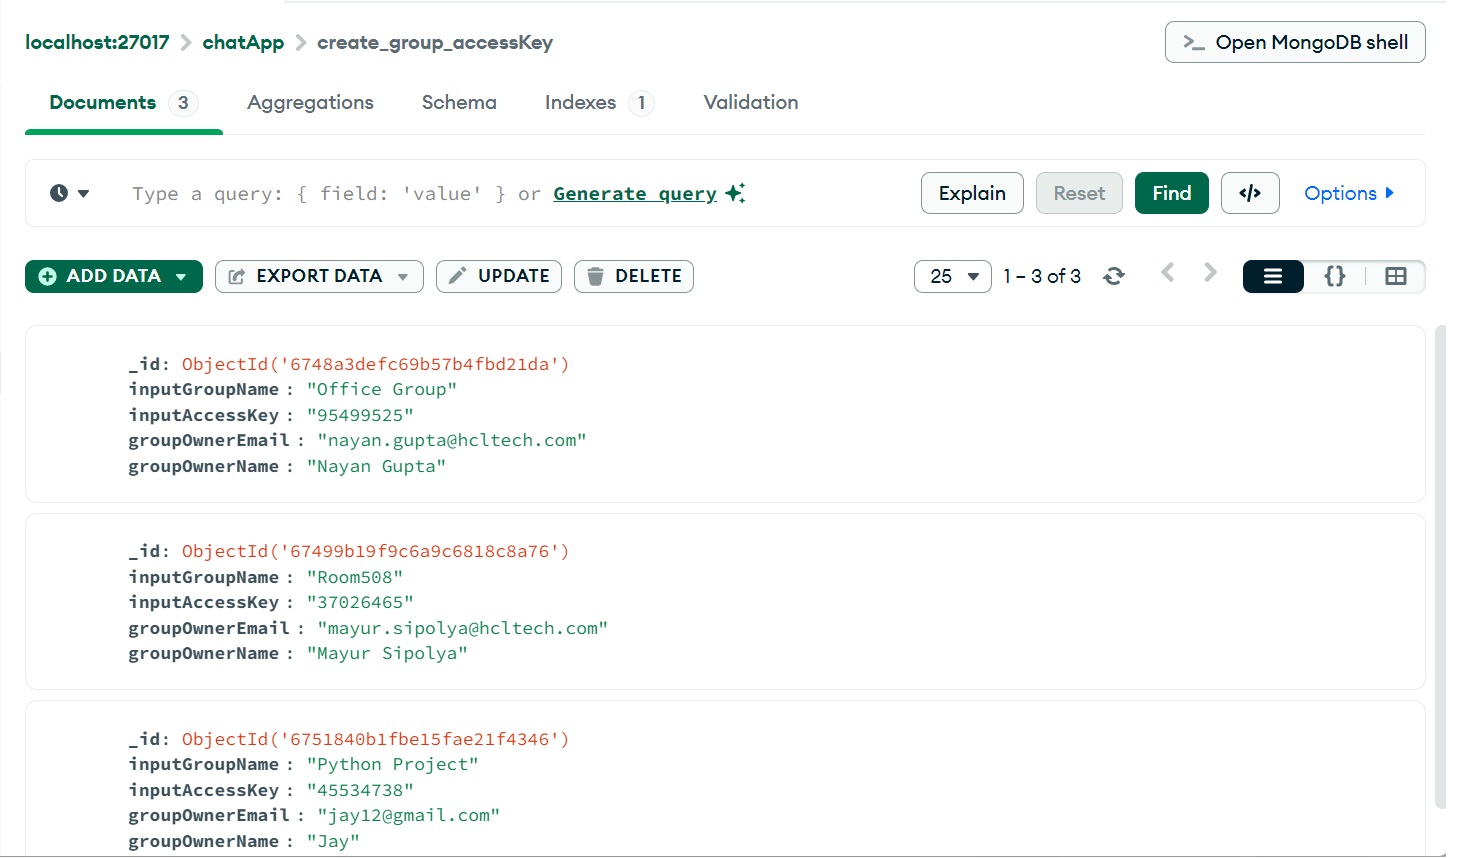 localhost:27017 > chatApp > create_group_accessKey
>_ Open MongoDB shell
Documents 3 Aggregations Schema Indexes 1 Validation
Type a query: { field: 'value' } or Generate query
Explain Reset Find </> Options
ADD DATA EXPORT DATA UPDATE DELETE 25 1 – 3 of 3 {}
_id: ObjectId('6748a3defc69b57b4fbd21da')
inputGroupName : "Office Group"
inputAccessKey : "95499525"
groupOwnerEmail : "nayan.gupta@hcltech.com"
groupOwnerName : "Nayan Gupta"
_id: ObjectId('67499b19f9c6a9c6818c8a76')
inputGroupName : "Room508"
inputAccessKey : "37026465"
groupOwnerEmail : "mayur.sipolya@hcltech.com"
groupOwnerName : "Mayur Sipolya"
_id: ObjectId('6751840b1fbe15fae21f4346')
inputGroupName : "Python Project"
inputAccessKey : "45534738"
groupOwnerEmail : "jay12@gmail.com"
groupOwnerName : "Jay"